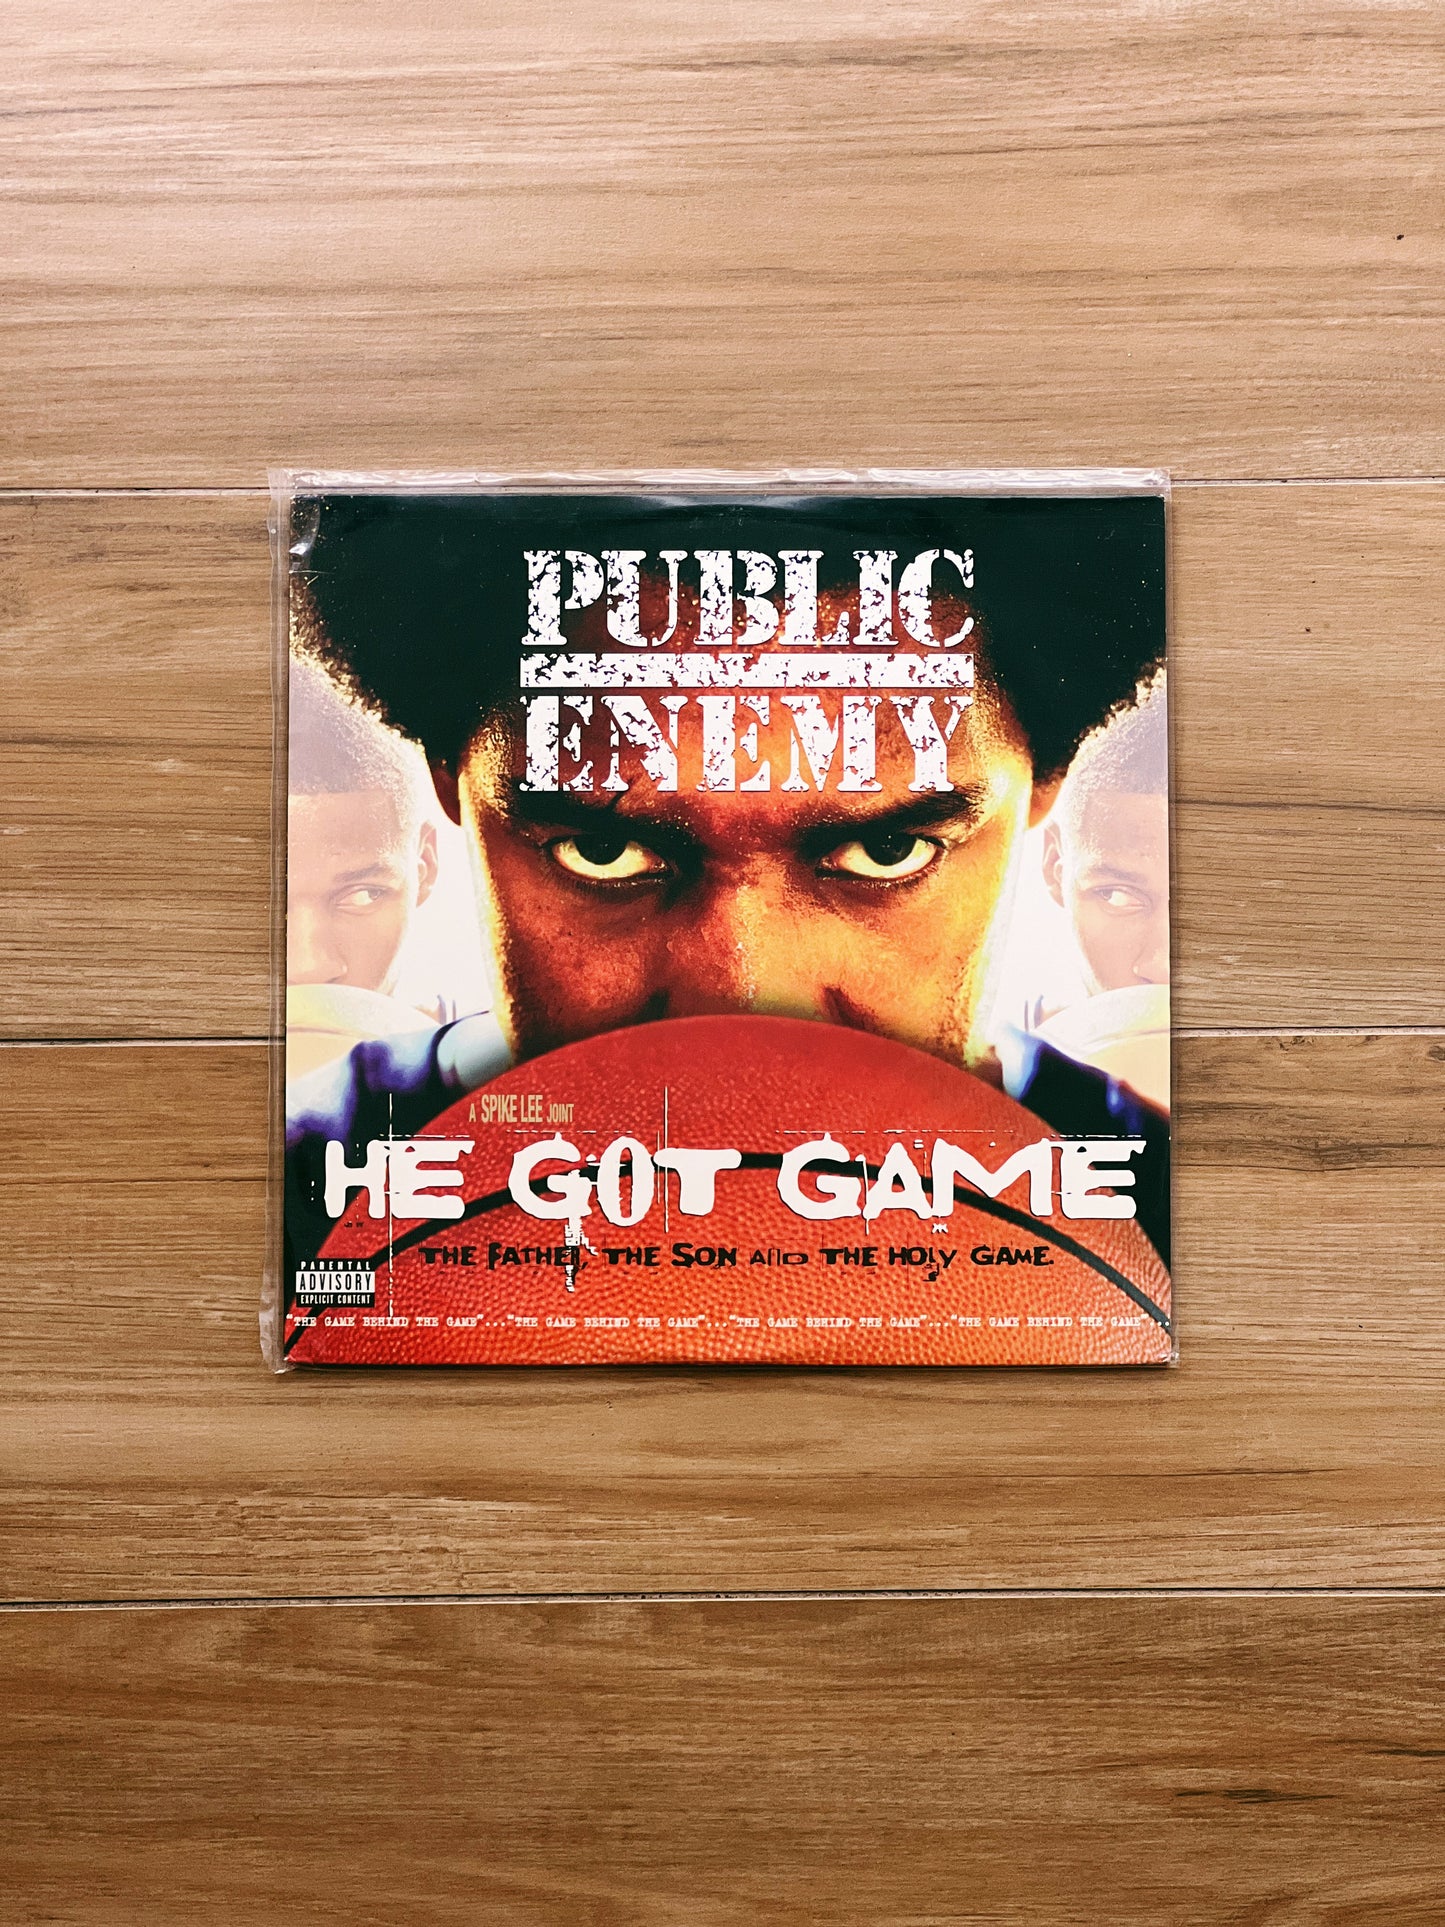 PUBLIC
ENEMY
A SPIKE LEE JOINT
HE GOT GAME
THE FATHER, THE SON AND THE HOLY GAME.
PARENTAL
ADVISORY
EXPLICIT CONTENT
"THE GAME BEHIND THE GAME"..."THE GAME BEHIND THE GAME"..."THE GAME BEHIND THE GAME"...."THE GAME BEHIND THE GAME"...